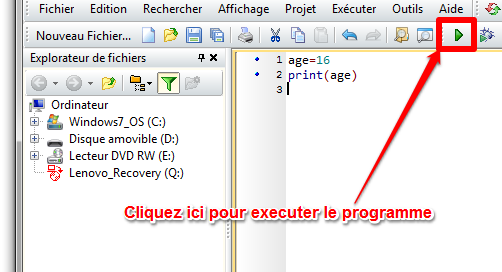 Fichier Edition Rechercher Affichage Projet Exécuter Outils Aide
Nouveau Fichier...
Explorateur de fichiers
Ordinateur
Windows7_OS (C:)
Disque amovible (D:)
Lecteur DVD RW (E:)
Lenovo_Recovery (Q:)
1 age=16
2 print(age)
3
Cliquez ici pour executer le programme